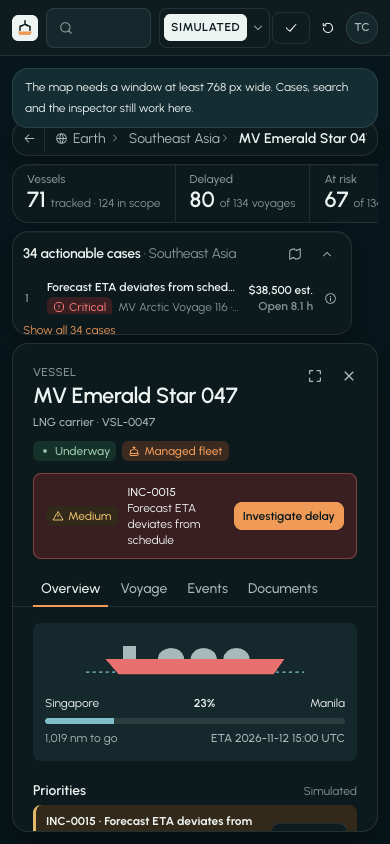 SIMULATED
TC
The map needs a window at least 768 px wide. Cases, search
and the inspector still work here.
Earth
Southeast Asia
MV Emerald Star 04
Vessels
71 tracked · 124 in scope
Delayed
80 of 134 voyages
At risk
67 of 134
34 actionable cases · Southeast Asia
1
Forecast ETA deviates from sched...
$38,500 est.
Critical
MV Arctic Voyage 116 ·...
Open 8.1 h
Show all 34 cases
VESSEL
MV Emerald Star 047
LNG carrier · VSL-0047
Underway
Managed fleet
Medium
INC-0015
Forecast ETA
deviates from
schedule
Investigate delay
Overview
Voyage
Events
Documents
Singapore
23%
Manila
1,019 nm to go
ETA 2026-11-12 15:00 UTC
Priorities
Simulated
INC-0015 · Forecast ETA deviates from